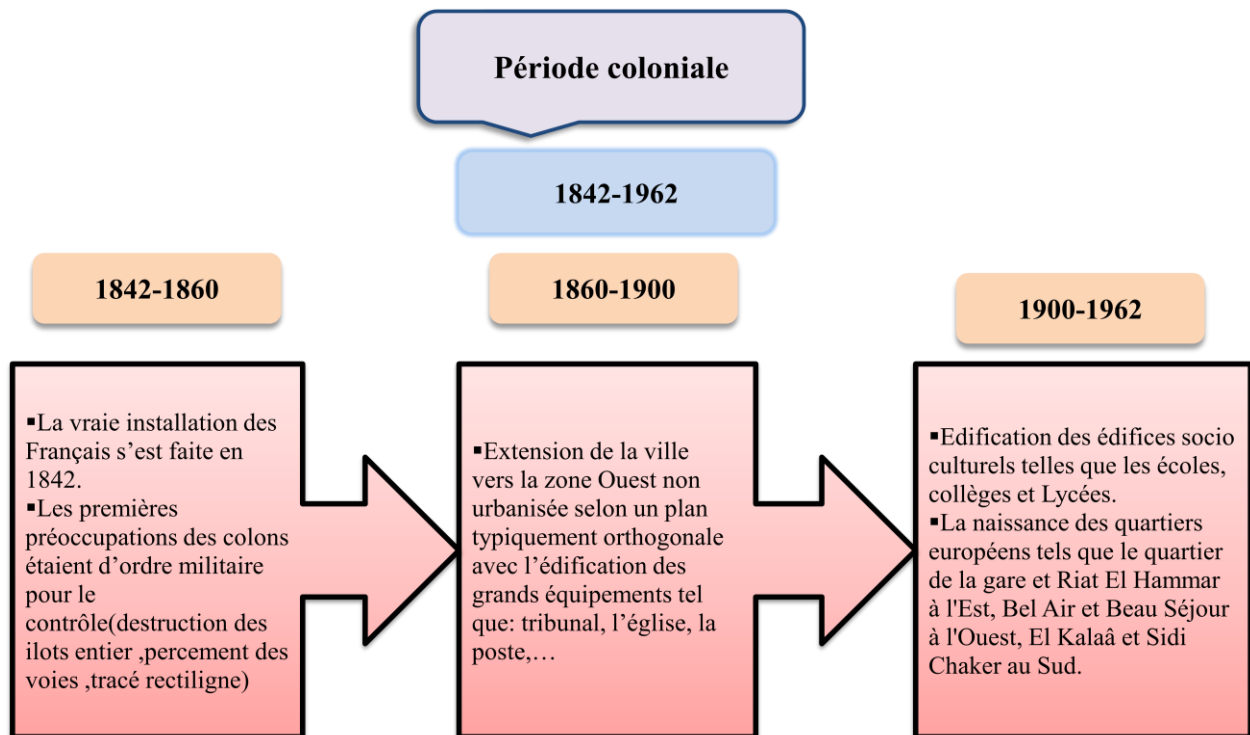 Période coloniale
1842-1962
1842-1860
1860-1900
1900-1962
▪La vraie installation des
Français s’est faite en
1842.
▪Les premières
préoccupations des colons
étaient d’ordre militaire
pour le
contrôle(destruction des
ilots entier ,percement des
voies ,tracé rectiligne)
▪Extension de la ville
vers la zone Ouest non
urbanisée selon un plan
typiquement orthogonale
avec l’édification des
grands équipements tel
que: tribunal, l’église, la
poste,…
▪Edification des édifices socio
culturels telles que les écoles,
collèges et Lycées.
▪La naissance des quartiers
européens tels que le quartier
de la gare et Riat El Hammar
à l'Est, Bel Air et Beau Séjour
à l'Ouest, El Kalaâ et Sidi
Chaker au Sud.